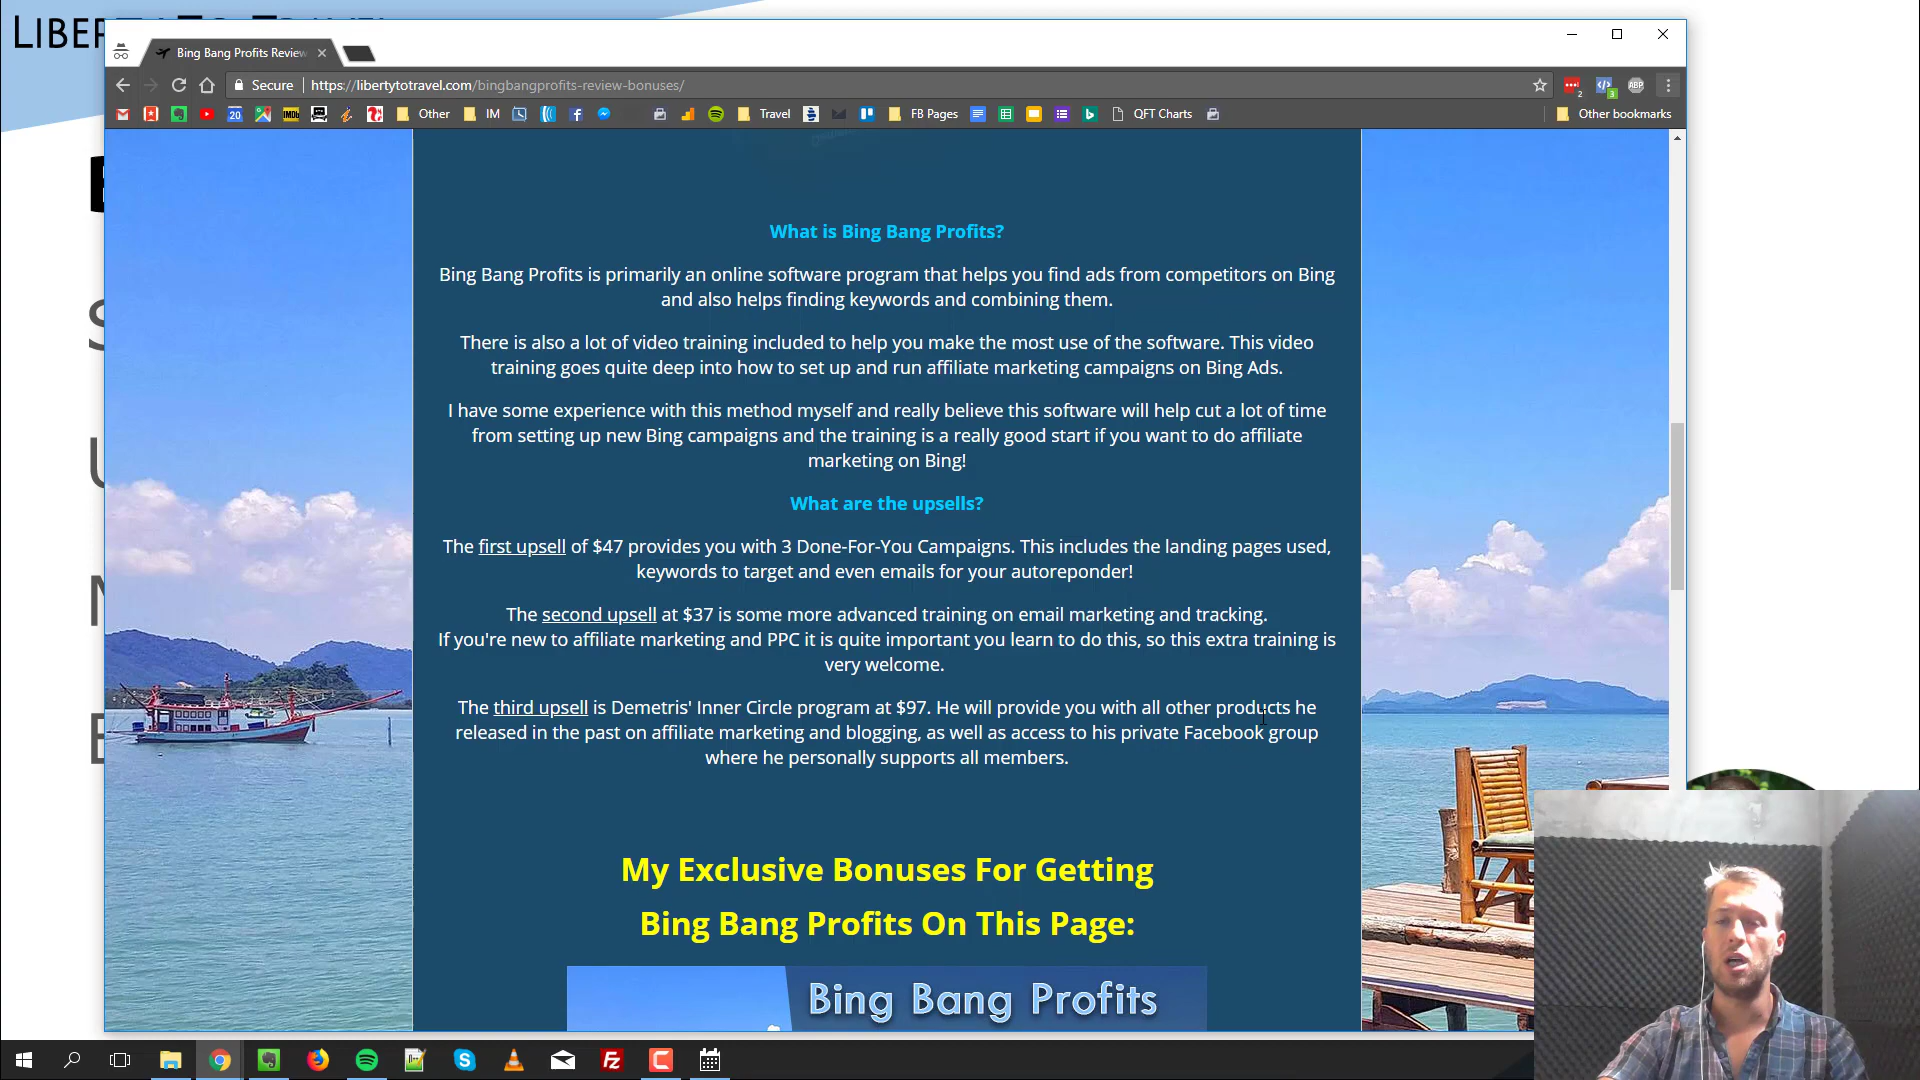 Bing Bang Profits Review
Secure
https://libertytotravel.com/bingbangprofits-review-bonuses/
2
3
ABP
20
IMDb
Other
IM
Travel
FB Pages
QFT Charts
Other bookmarks
What is Bing Bang Profits?
Bing Bang Profits is primarily an online software program that helps you find ads from competitors on Bing
and also helps finding keywords and combining them.
There is also a lot of video training included to help you make the most use of the software. This video
training goes quite deep into how to set up and run affiliate marketing campaigns on Bing Ads.
I have some experience with this method myself and really believe this software will help cut a lot of time
from setting up new Bing campaigns and the training is a really good start if you want to do affiliate
marketing on Bing!
What are the upsells?
The first upsell of $47 provides you with 3 Done-For-You Campaigns. This includes the landing pages used,
keywords to target and even emails for your autoreponder!
The second upsell at $37 is some more advanced training on email marketing and tracking.
If you're new to affiliate marketing and PPC it is quite important you learn to do this, so this extra training is
very welcome.
The third upsell is Demetris' Inner Circle program at $97. He will provide you with all other products he
released in the past on affiliate marketing and blogging, as well as access to his private Facebook group
where he personally supports all members.
My Exclusive Bonuses For Getting
Bing Bang Profits On This Page:
Bing Bang Profits